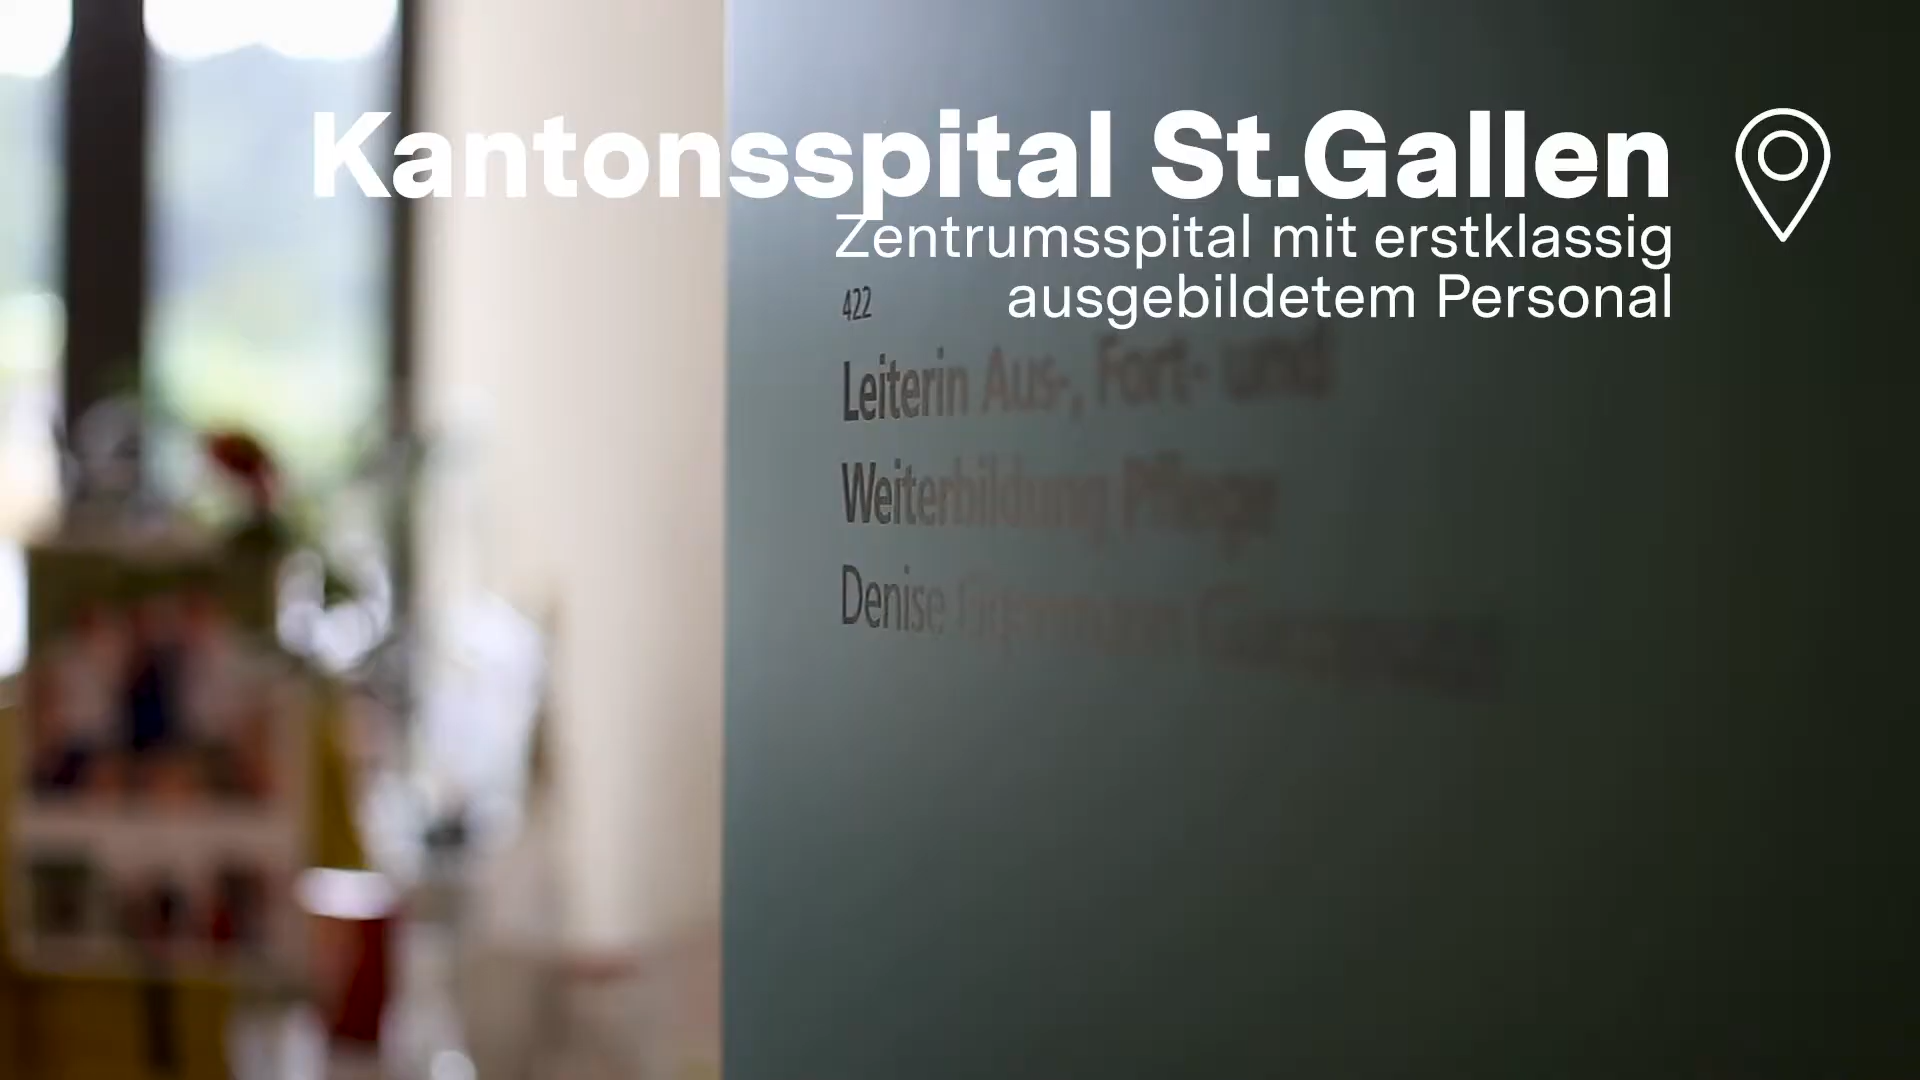 Kantonsspital St.Gallen
Zentrumsspital mit erstklassig
ausgebildetem Personal
422
Leiterin Aus-, Fort- und
Weiterbildung Pflege
Denise